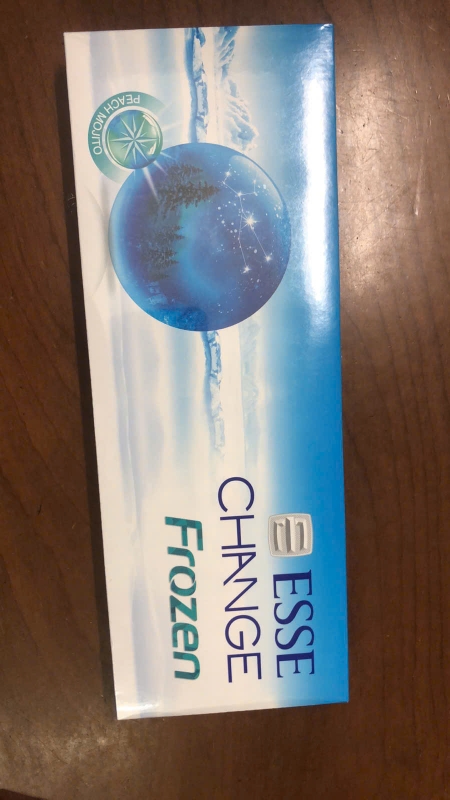 PEACH MOJITO
ESSE
CHANGE
Frozen